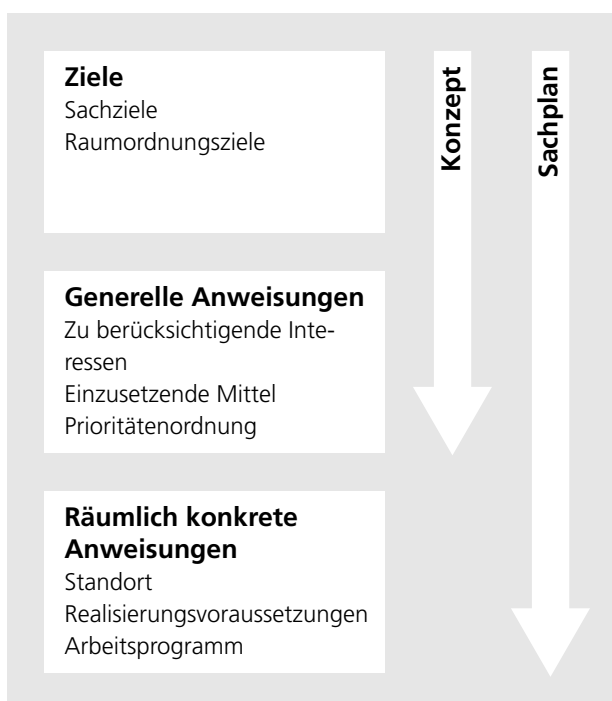 Ziele
Sachziele
Raumordnungsziele
Generelle Anweisungen
Zu berücksichtigende Inte-
ressen
Einzusetzende Mittel
Prioritätenordnung
Räumlich konkrete
Anweisungen
Standort
Realisierungsvoraussetzungen
Arbeitsprogramm
Konzept
Sachplan